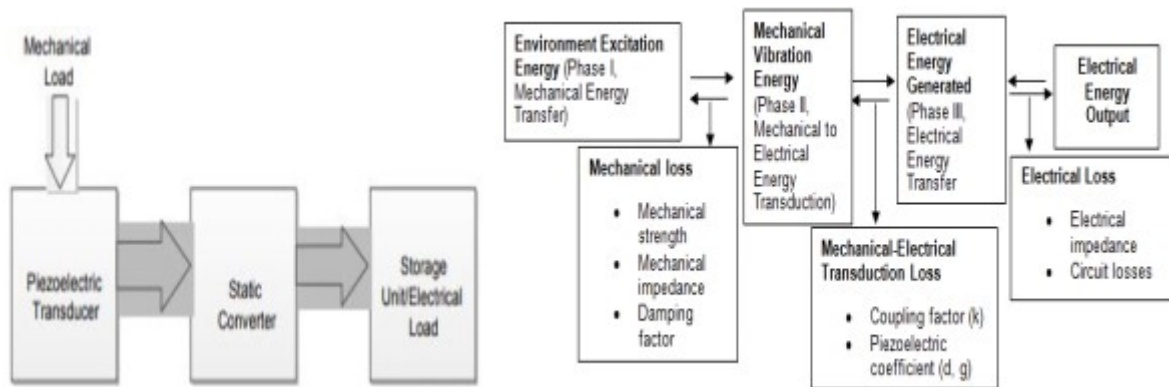 Mechanical
Load
Piezoelectric
Transducer
Static
Converter
Storage
Unit/Electrical
Load
Environment Excitation
Energy (Phase I,
Mechanical Energy
Transfer)
Mechanical
Vibration
Energy
(Phase II,
Mechanical to
Electrical
Energy
Transduction)
Electrical
Energy
Generated
(Phase III,
Electrical
Energy
Transfer
Electrical
Energy
Output
Mechanical loss
• Mechanical
strength
• Mechanical
impedance
• Damping
factor
Mechanical-Electrical
Transduction Loss
• Coupling factor (k)
• Piezoelectric
coefficient (d, g)
Electrical Loss
• Electrical
impedance
• Circuit losses